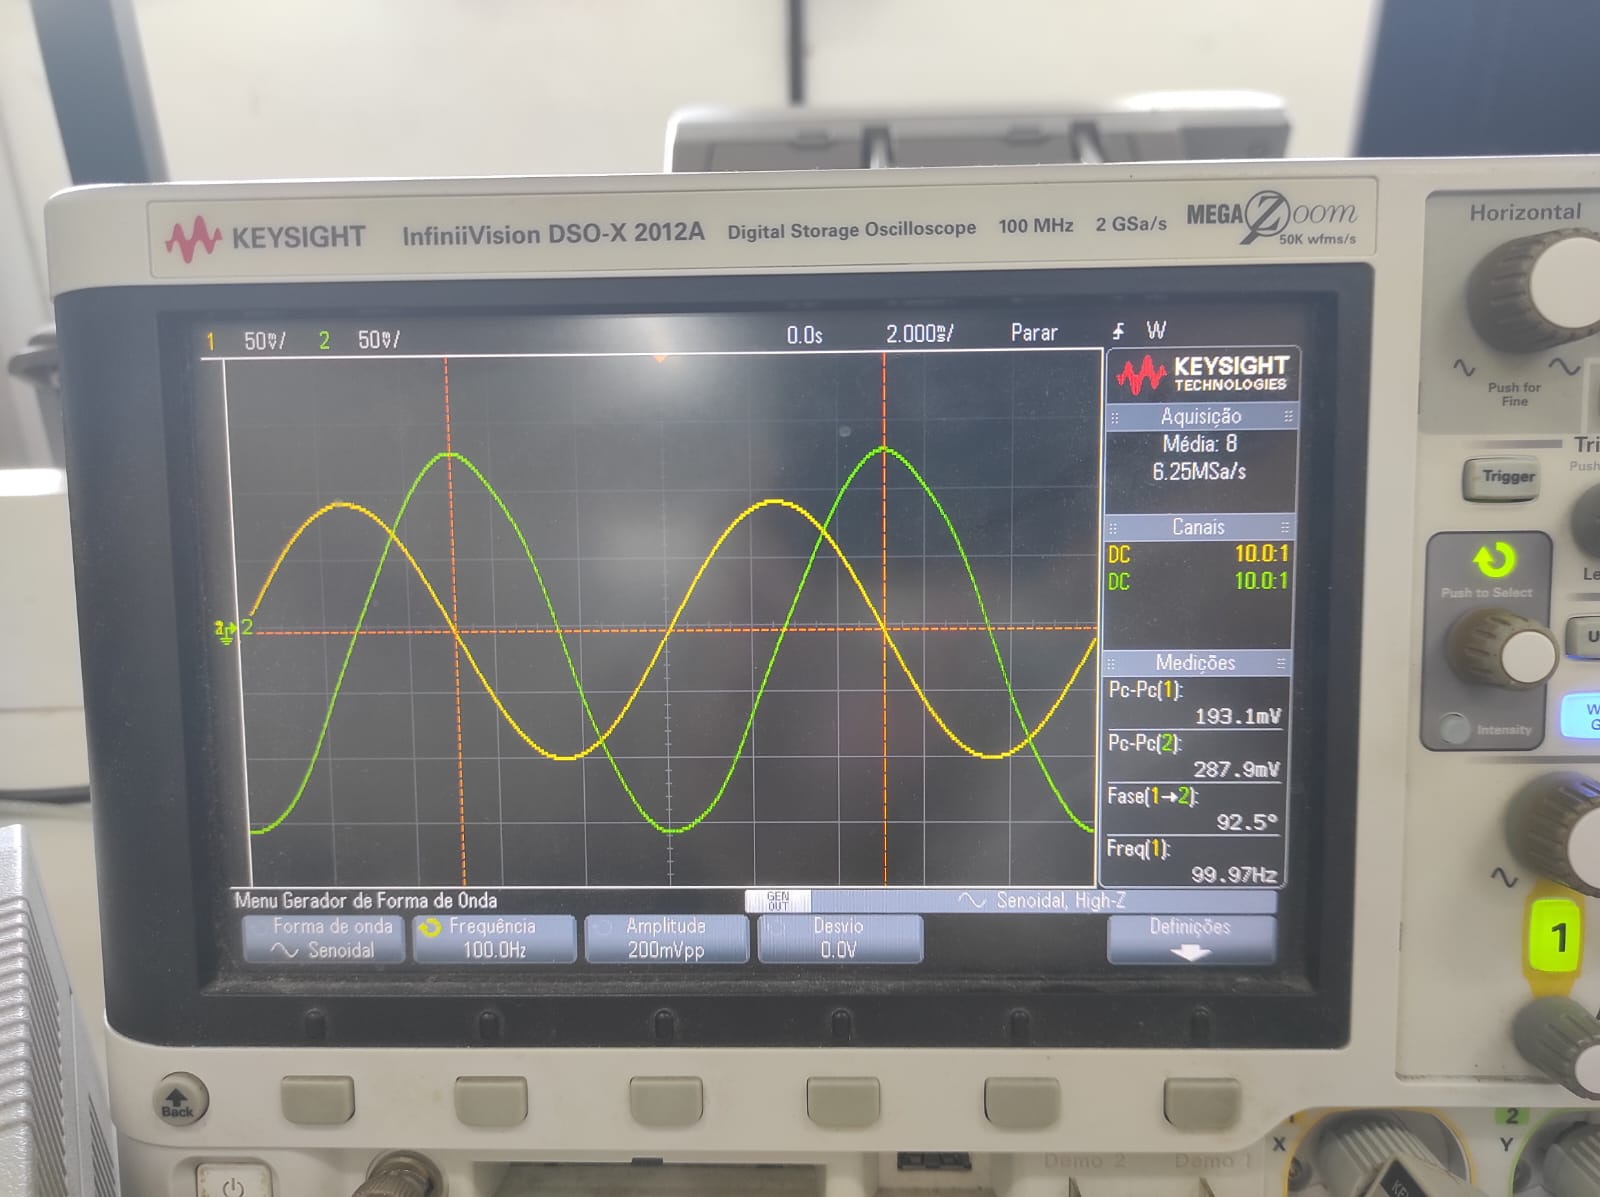 KEYSIGHT InfiniiVision DSO-X 2012A Digital Storage Oscilloscope 100 MHz 2 GSa/s MEGA Zoom
50K wfms/s
Horizontal
Push for
Fine
1 50mV/ 2 50mV/ 0.0s 2.000ms/ Parar W
KEYSIGHT
TECHNOLOGIES
Aquisição
Média: 8
6.25MSa/s
Canais
DC 10.0:1
DC 10.0:1
2
Medições
Pc-Pc(1):
193.1mV
Pc-Pc(2):
287.9mV
Fase(1→2):
92.5°
Freq(1):
99.97Hz
Menu Gerador de Forma de Onda
GEN
OUT
Senoidal, High-Z
Forma de onda
Senoidal
Frequência
100.0Hz
Amplitude
200mVpp
Desvio
0.0V
Definições
Trigger
Push to Select
Intensity
1
Back
X
2
Y
Demo 2
Demo 1